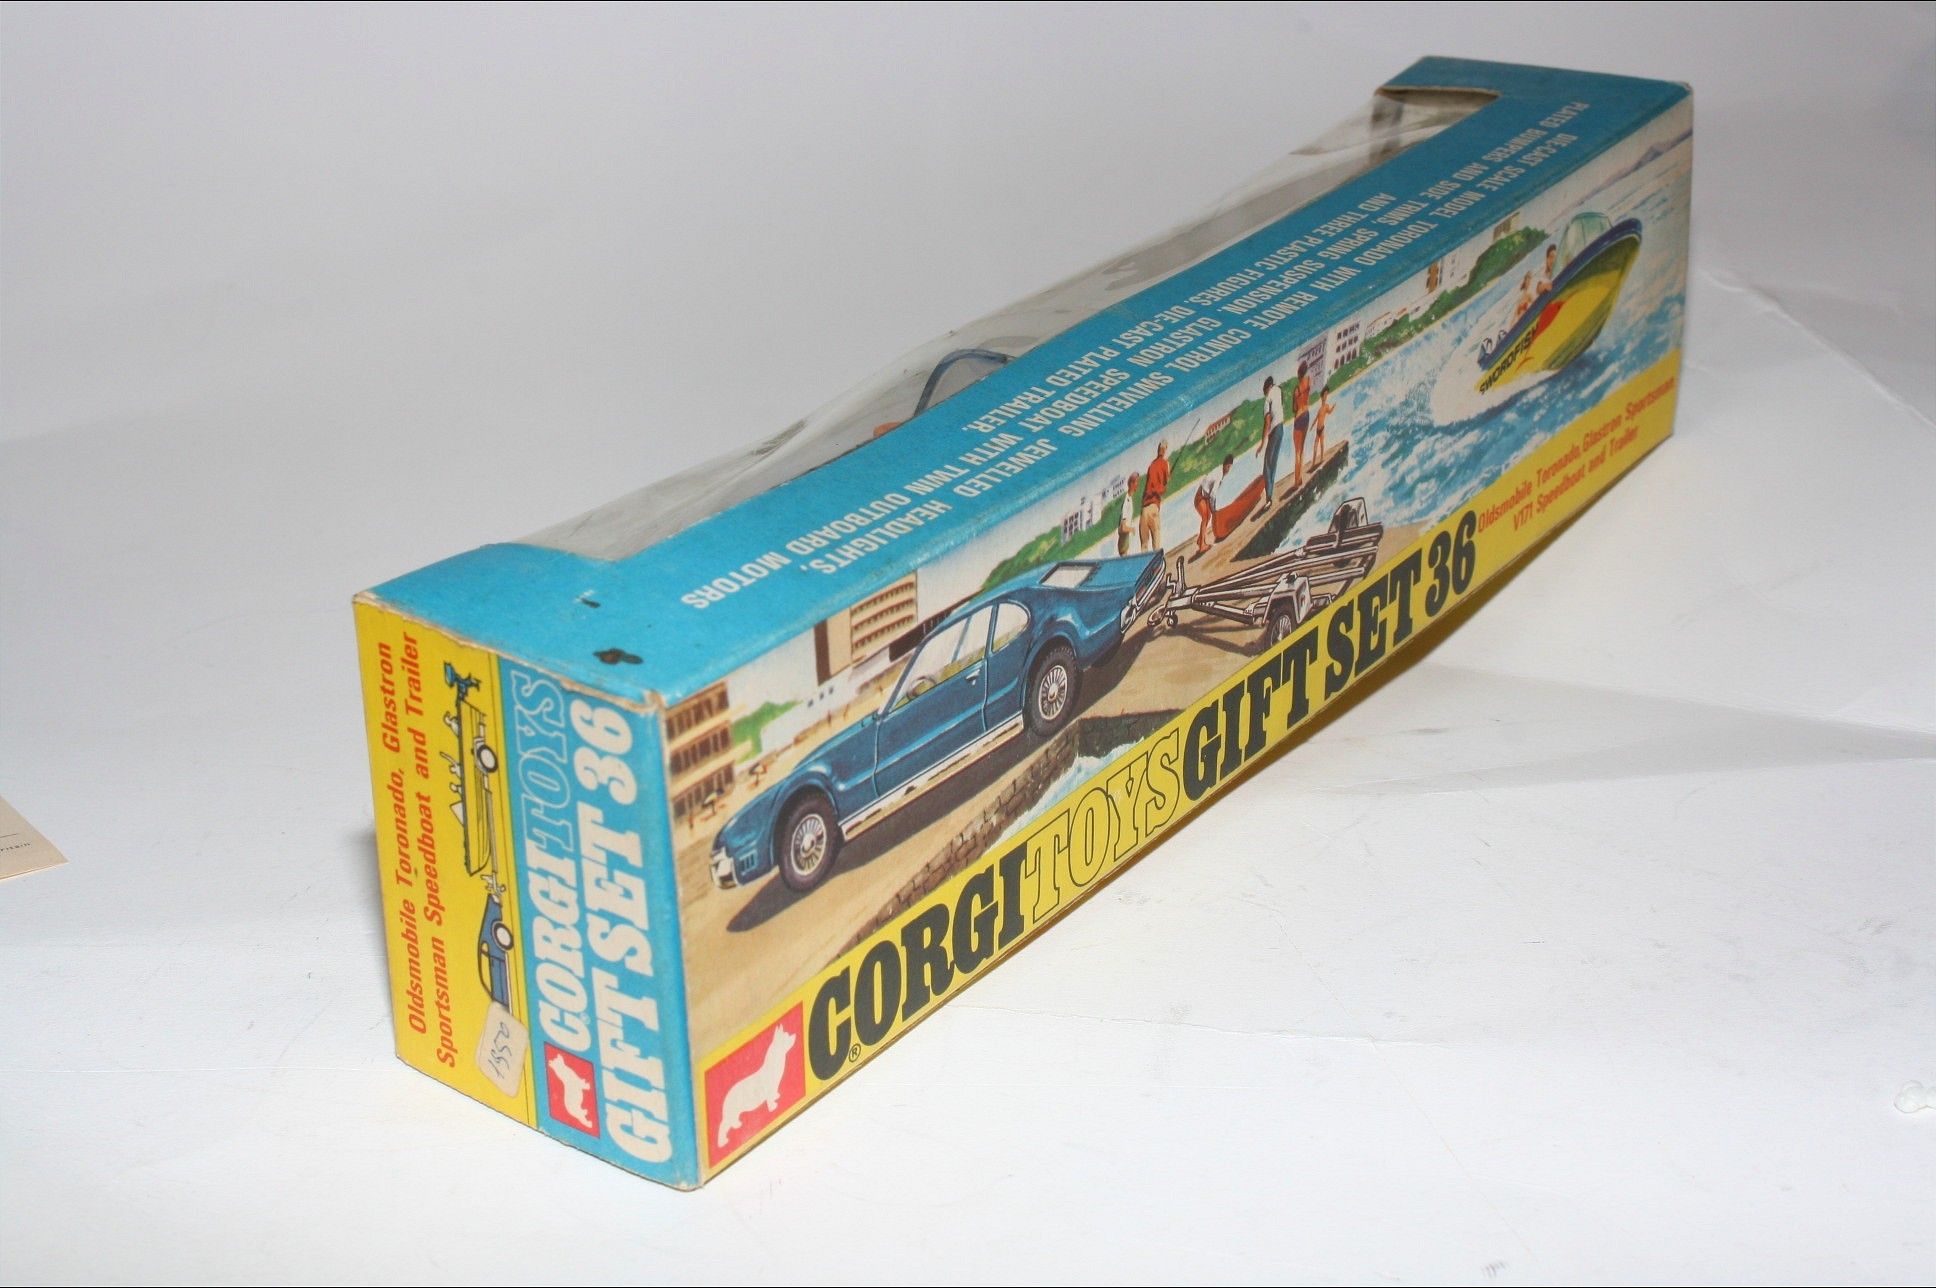 DIE-CAST SCALE MODEL TORONADO WITH REMOTE CONTROL SWIVELLING JEWELLED HEADLIGHTS,
PLATED BUMPERS AND SIDE TRIMS, SPRING SUSPENSION, GLASTRON SPEEDBOAT WITH TWIN OUTBOARD MOTORS
AND THREE PLASTIC FIGURES. DIE-CAST PLATED TRAILER.
SWORDFISH
CORGI TOYS GIFT SET 36
®
Oldsmobile Toronado, Glastron Sportsman
V171 Speedboat and Trailer
Oldsmobile Toronado, Glastron
Sportsman Speedboat and Trailer
CORGI TOYS
GIFT SET 36
1950